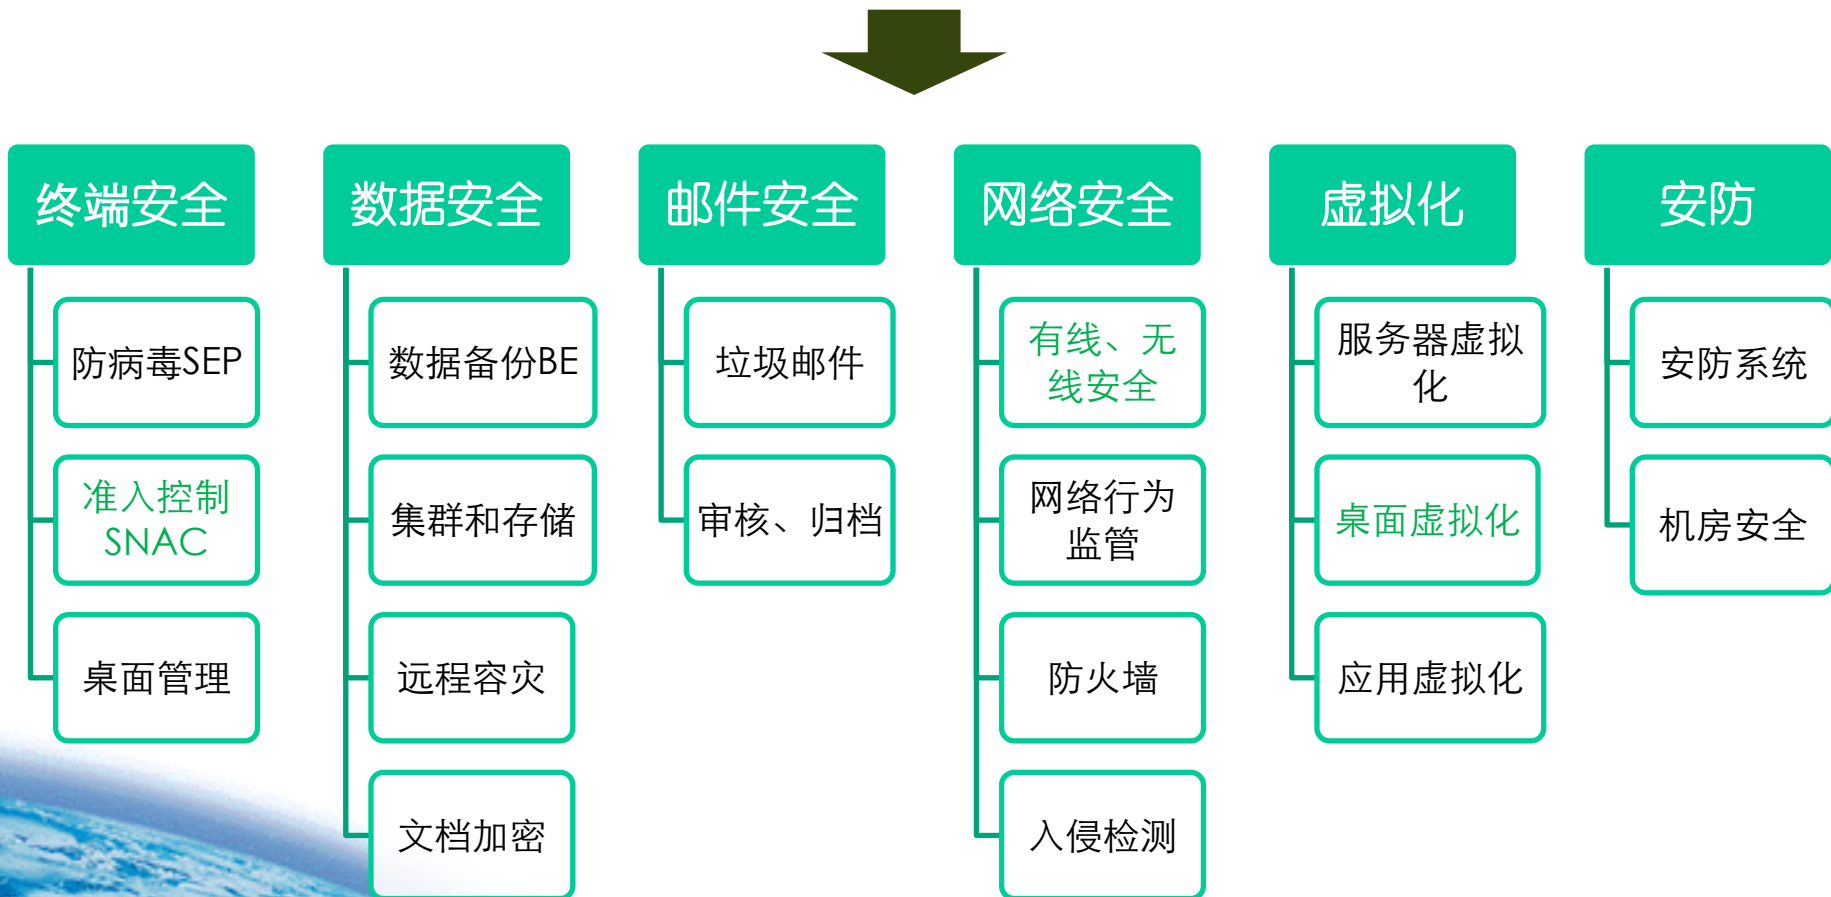 终端安全
防病毒SEP
准入控制
SNAC
桌面管理
数据安全
数据备份BE
集群和存储
远程容灾
文档加密
邮件安全
垃圾邮件
审核、归档
网络安全
有线、无
线安全
网络行为
监管
防火墙
入侵检测
虚拟化
服务器虚拟
化
桌面虚拟化
应用虚拟化
安防
安防系统
机房安全